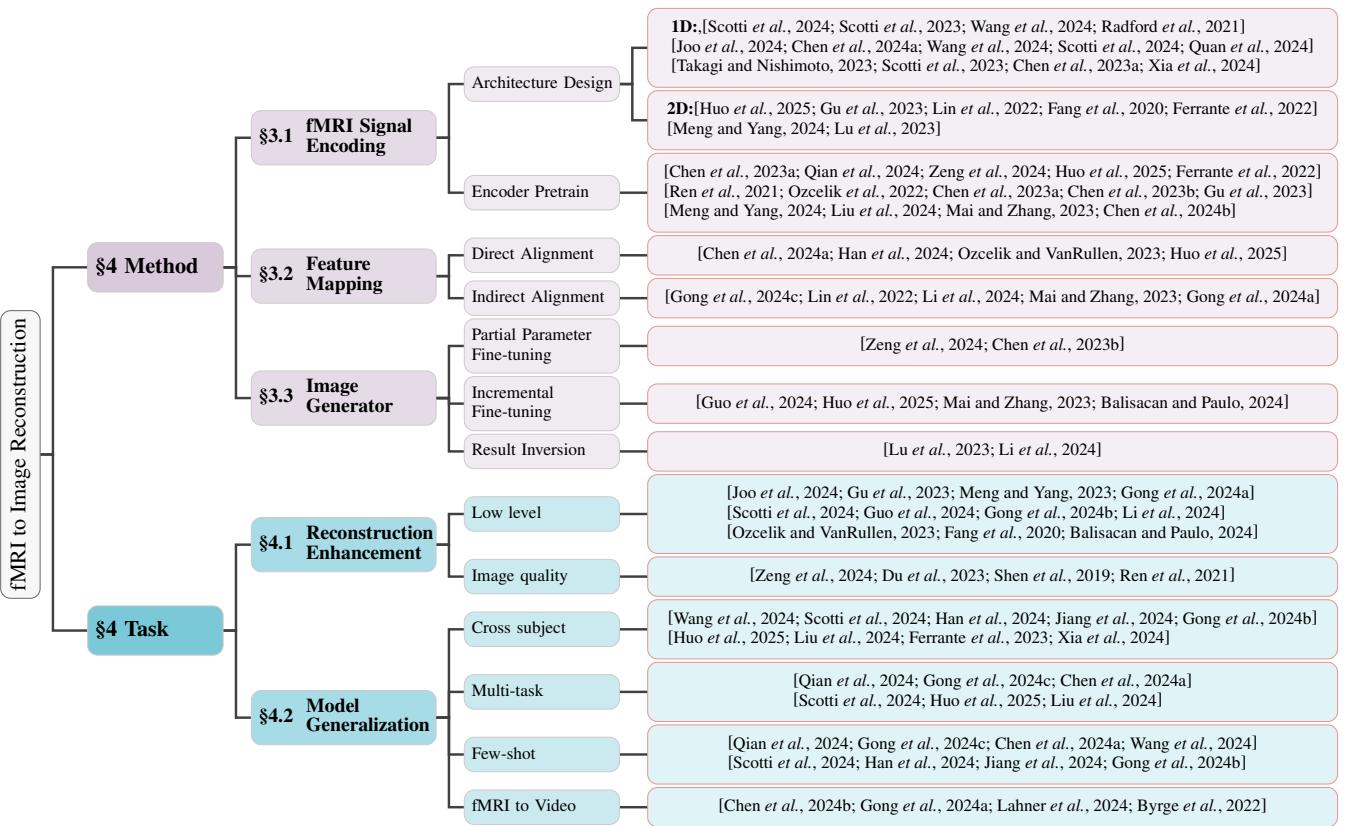 fMRI to Image Reconstruction
§4 Method
§3.1 fMRI Signal
Encoding
Architecture Design
1D:,[Scotti et al., 2024; Scotti et al., 2023; Wang et al., 2024; Radford et al., 2021]
[Joo et al., 2024; Chen et al., 2024a; Wang et al., 2024; Scotti et al., 2024; Quan et al., 2024]
[Takagi and Nishimoto, 2023; Scotti et al., 2023; Chen et al., 2023a; Xia et al., 2024]
2D:[Huo et al., 2025; Gu et al., 2023; Lin et al., 2022; Fang et al., 2020; Ferrante et al., 2022]
[Meng and Yang, 2024; Lu et al., 2023]
Encoder Pretrain
[Chen et al., 2023a; Qian et al., 2024; Zeng et al., 2024; Huo et al., 2025; Ferrante et al., 2022]
[Ren et al., 2021; Ozcelik et al., 2022; Chen et al., 2023a; Chen et al., 2023b; Gu et al., 2023]
[Meng and Yang, 2024; Liu et al., 2024; Mai and Zhang, 2023; Chen et al., 2024b]
§3.2 Feature
Mapping
Direct Alignment
[Chen et al., 2024a; Han et al., 2024; Ozcelik and VanRullen, 2023; Huo et al., 2025]
Indirect Alignment
[Gong et al., 2024c; Lin et al., 2022; Li et al., 2024; Mai and Zhang, 2023; Gong et al., 2024a]
§3.3 Image
Generator
Partial Parameter
Fine-tuning
[Zeng et al., 2024; Chen et al., 2023b]
Incremental
Fine-tuning
[Guo et al., 2024; Huo et al., 2025; Mai and Zhang, 2023; Balisacan and Paulo, 2024]
Result Inversion
[Lu et al., 2023; Li et al., 2024]
§4 Task
§4.1 Reconstruction
Enhancement
Low level
[Joo et al., 2024; Gu et al., 2023; Meng and Yang, 2023; Gong et al., 2024a]
[Scotti et al., 2024; Guo et al., 2024; Gong et al., 2024b; Li et al., 2024]
[Ozcelik and VanRullen, 2023; Fang et al., 2020; Balisacan and Paulo, 2024]
Image quality
[Zeng et al., 2024; Du et al., 2023; Shen et al., 2019; Ren et al., 2021]
§4.2 Model
Generalization
Cross subject
[Wang et al., 2024; Scotti et al., 2024; Han et al., 2024; Jiang et al., 2024; Gong et al., 2024b]
[Huo et al., 2025; Liu et al., 2024; Ferrante et al., 2023; Xia et al., 2024]
Multi-task
[Qian et al., 2024; Gong et al., 2024c; Chen et al., 2024a]
[Scotti et al., 2024; Huo et al., 2025; Liu et al., 2024]
Few-shot
[Qian et al., 2024; Gong et al., 2024c; Chen et al., 2024a; Wang et al., 2024]
[Scotti et al., 2024; Han et al., 2024; Jiang et al., 2024; Gong et al., 2024b]
fMRI to Video
[Chen et al., 2024b; Gong et al., 2024a; Lahner et al., 2024; Byrge et al., 2022]